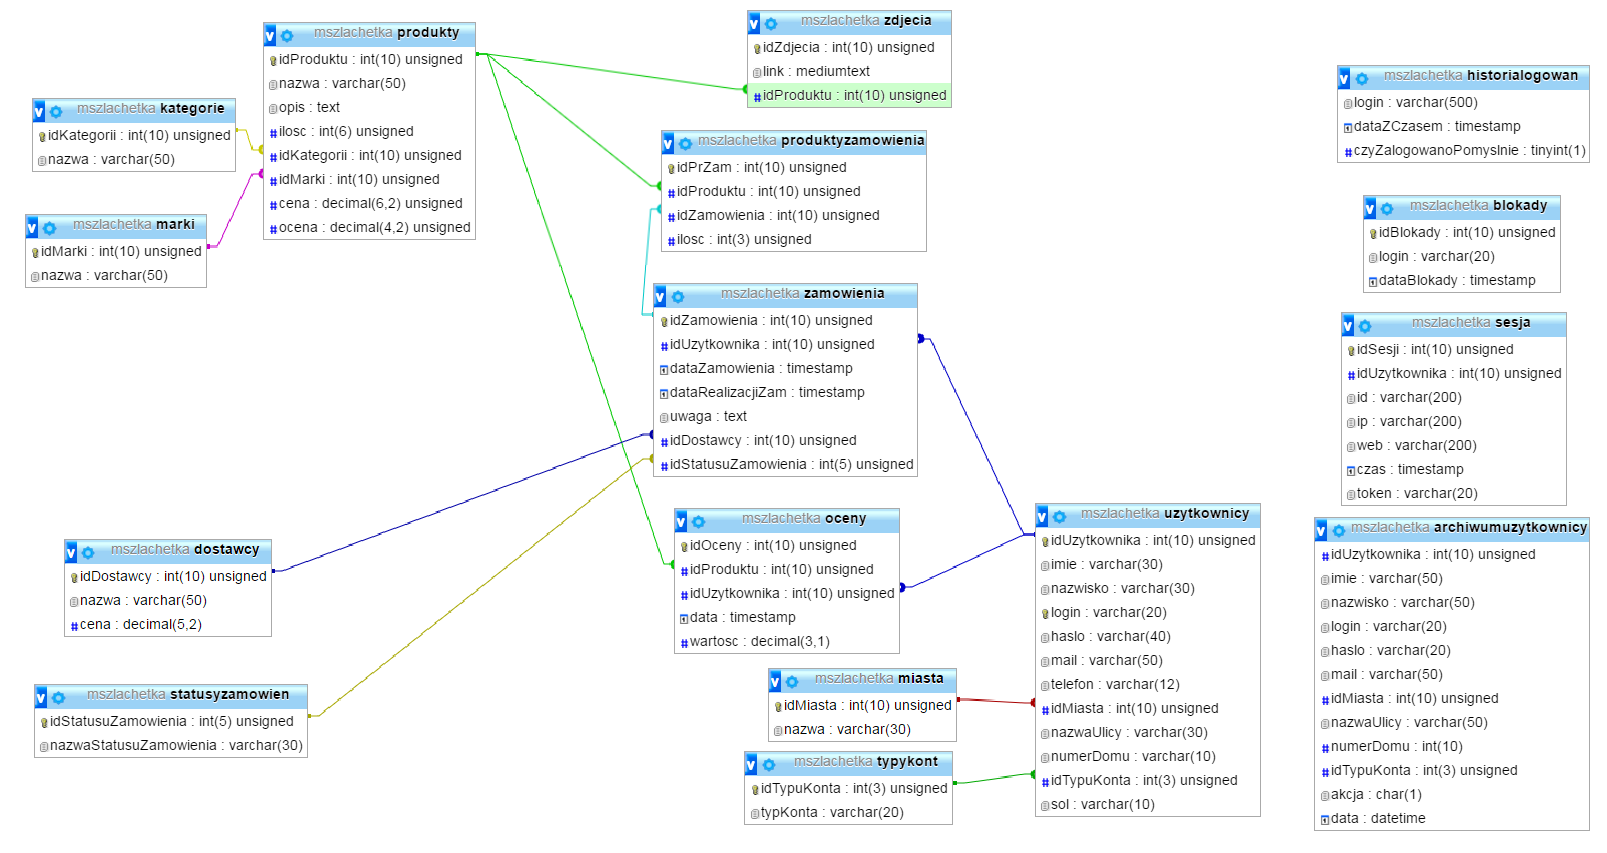 mszlachetka produkty
idProduktu : int(10) unsigned
nazwa : varchar(50)
opis : text
ilosc : int(6) unsigned
idKategorii : int(10) unsigned
idMarki : int(10) unsigned
cena : decimal(6,2) unsigned
ocena : decimal(4,2) unsigned
mszlachetka kategorie
idKategorii : int(10) unsigned
nazwa : varchar(50)
mszlachetka marki
idMarki : int(10) unsigned
nazwa : varchar(50)
mszlachetka zdjecia
idZdjecia : int(10) unsigned
link : mediumtext
idProduktu : int(10) unsigned
mszlachetka produktyzamowienia
idPrZam : int(10) unsigned
idProduktu : int(10) unsigned
idZamowienia : int(10) unsigned
ilosc : int(3) unsigned
mszlachetka zamowienia
idZamowienia : int(10) unsigned
idUzytkownika : int(10) unsigned
dataZamowienia : timestamp
dataRealizacjiZam : timestamp
uwaga : text
idDostawcy : int(10) unsigned
idStatusuZamowienia : int(5) unsigned
mszlachetka dostawcy
idDostawcy : int(10) unsigned
nazwa : varchar(50)
cena : decimal(5,2)
mszlachetka statusyzamowien
idStatusuZamowienia : int(5) unsigned
nazwaStatusuZamowienia : varchar(30)
mszlachetka oceny
idOceny : int(10) unsigned
idProduktu : int(10) unsigned
idUzytkownika : int(10) unsigned
data : timestamp
wartosc : decimal(3,1)
mszlachetka miasta
idMiasta : int(10) unsigned
nazwa : varchar(30)
mszlachetka typykont
idTypuKonta : int(3) unsigned
typKonta : varchar(20)
mszlachetka uzytkownicy
idUzytkownika : int(10) unsigned
imie : varchar(30)
nazwisko : varchar(30)
login : varchar(20)
haslo : varchar(40)
mail : varchar(50)
telefon : varchar(12)
idMiasta : int(10) unsigned
nazwaUlicy : varchar(30)
numerDomu : varchar(10)
idTypuKonta : int(3) unsigned
sol : varchar(10)
mszlachetka historialogowan
login : varchar(500)
dataZCzasem : timestamp
czyZalogowanoPomyslnie : tinyint(1)
mszlachetka blokady
idBlokady : int(10) unsigned
login : varchar(20)
dataBlokady : timestamp
mszlachetka sesja
idSesji : int(10) unsigned
idUzytkownika : int(10) unsigned
id : varchar(200)
ip : varchar(200)
web : varchar(200)
czas : timestamp
token : varchar(20)
mszlachetka archiwumuzytkownicy
idUzytkownika : int(10) unsigned
imie : varchar(50)
nazwisko : varchar(50)
login : varchar(20)
haslo : varchar(20)
mail : varchar(50)
idMiasta : int(10) unsigned
nazwaUlicy : varchar(50)
numerDomu : int(10)
idTypuKonta : int(3) unsigned
akcja : char(1)
data : datetime